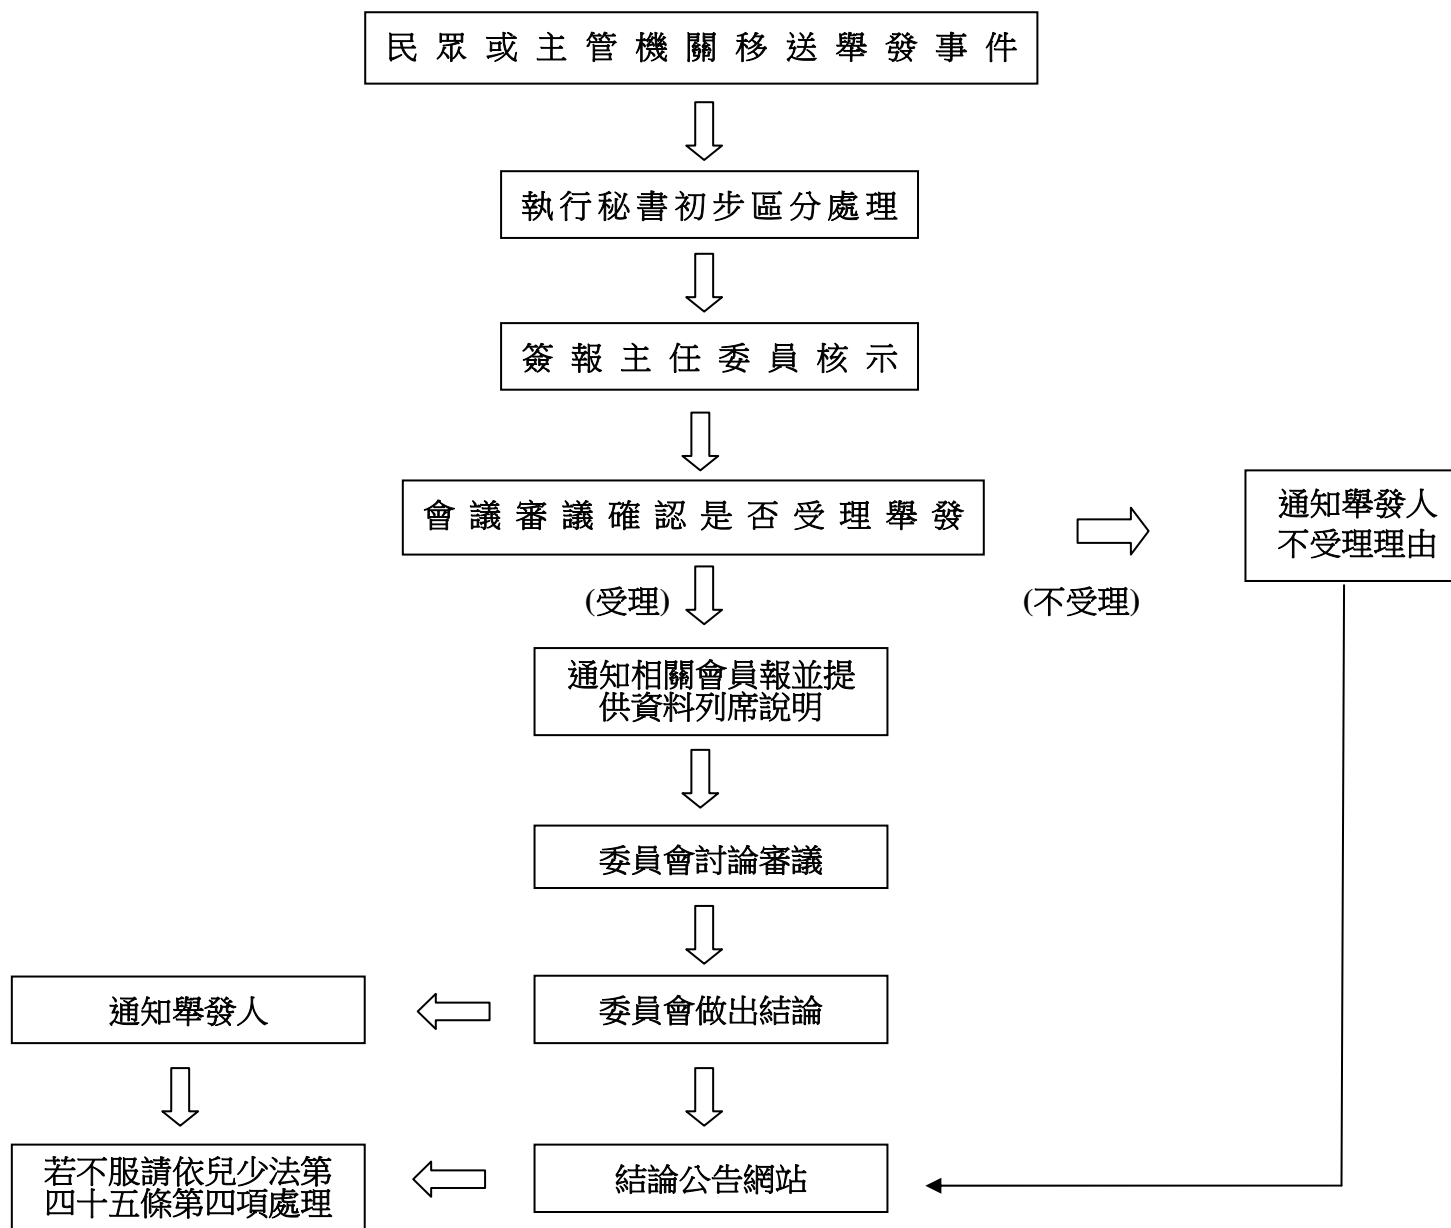 民眾或主管機關移送舉發事件
執行秘書初步區分處理
簽報主任委員核示
會議審議確認是否受理舉發
通知舉發人
不受理理由
(受理)
(不受理)
通知相關會員報並提
供資料列席說明
委員會討論審議
委員會做出結論
通知舉發人
結論公告網站
若不服請依兒少法第
四十五條第四項處理